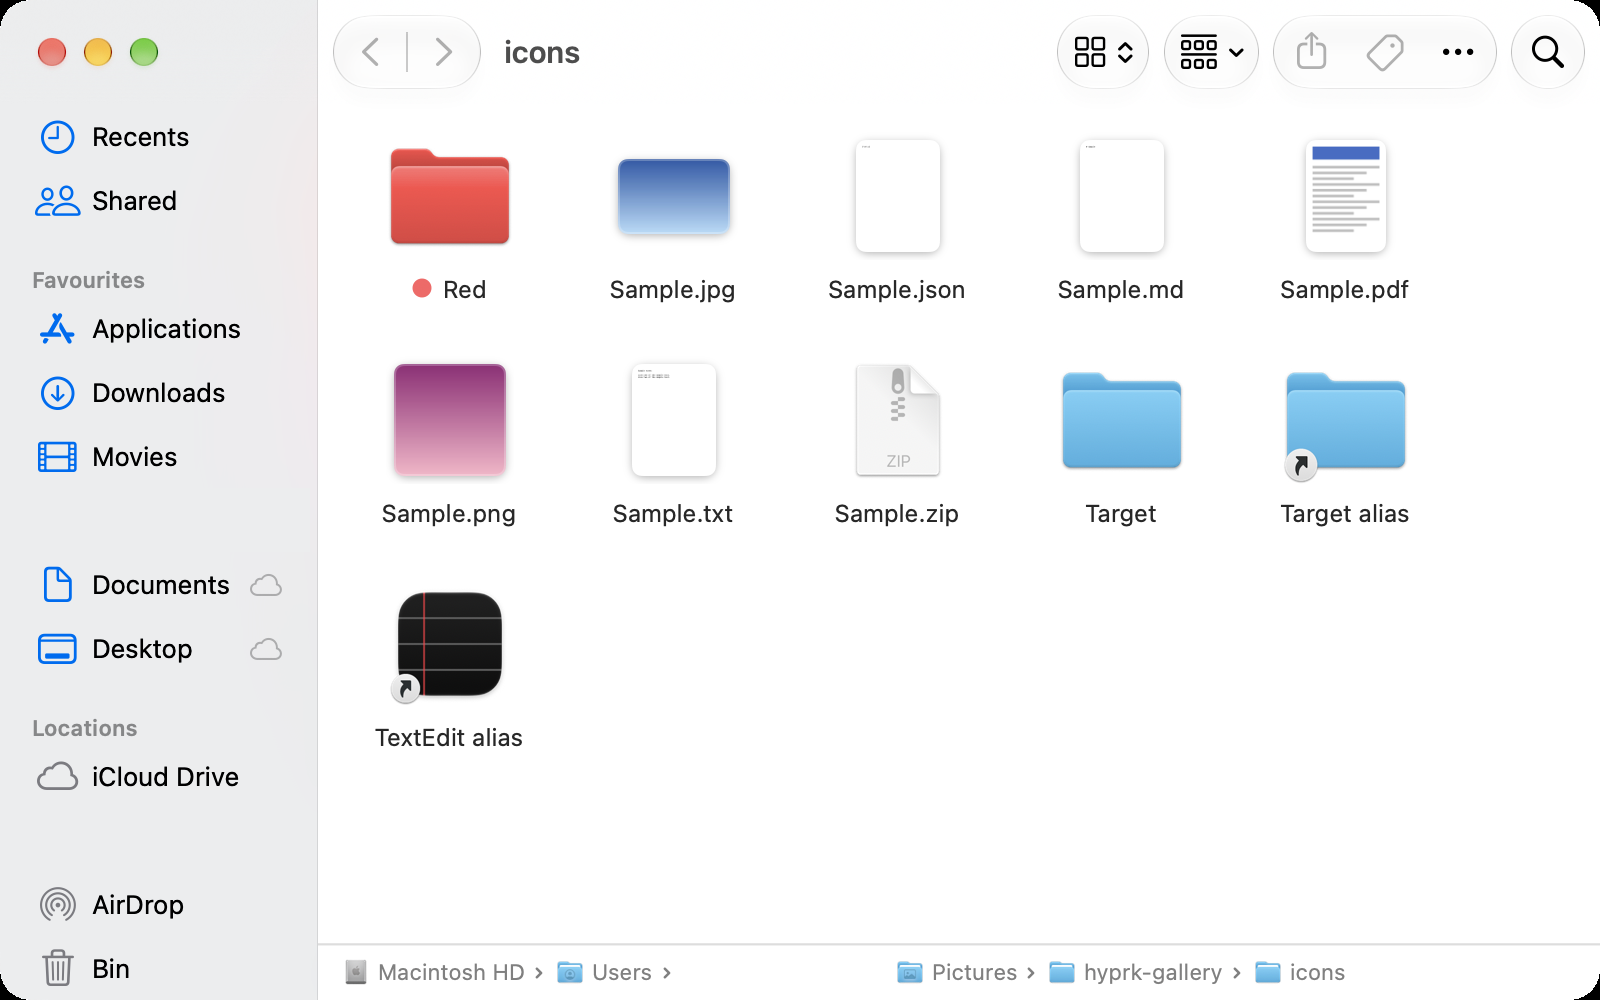 icons
Recents
Shared
Favourites
Applications
Downloads
Movies
Documents
Desktop
Locations
iCloud Drive
AirDrop
Bin
Red
Sample.jpg
Sample.json
Sample.md
Sample.pdf
Sample.png
Sample.txt
ZIP
Sample.zip
Target
Target alias
TextEdit alias
Macintosh HD › Users › Pictures › hyprk-gallery › icons